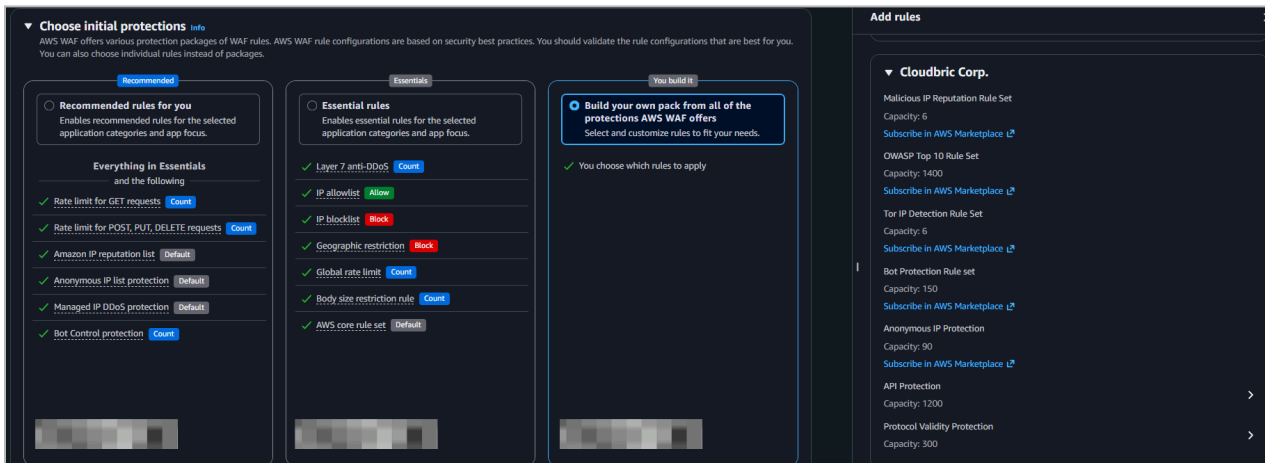 Choose initial protections Info
AWS WAF offers various protection packages of WAF rules. AWS WAF rule configurations are based on security best practices. You should validate the rule configurations that are best for you.
You can also choose individual rules instead of packages.
Recommended
Recommended rules for you
Enables recommended rules for the selected
application categories and app focus.
Everything in Essentials
and the following
Rate limit for GET requests Count
Rate limit for POST, PUT, DELETE requests Count
Amazon IP reputation list Default
Anonymous IP list protection Default
Managed IP DDoS protection Default
Bot Control protection Count
Essentials
Essential rules
Enables essential rules for the selected
application categories and app focus.
Layer 7 anti-DDoS Count
IP allowlist Allow
IP blocklist Block
Geographic restriction Block
Global rate limit Count
Body size restriction rule Count
AWS core rule set Default
You build it
Build your own pack from all of the
protections AWS WAF offers
Select and customize rules to fit your needs.
You choose which rules to apply
Add rules
Cloudbric Corp.
Malicious IP Reputation Rule Set
Capacity: 6
Subscribe in AWS Marketplace
OWASP Top 10 Rule Set
Capacity: 1400
Subscribe in AWS Marketplace
Tor IP Detection Rule Set
Capacity: 6
Subscribe in AWS Marketplace
Bot Protection Rule set
Capacity: 150
Subscribe in AWS Marketplace
Anonymous IP Protection
Capacity: 90
Subscribe in AWS Marketplace
API Protection
Capacity: 1200
Protocol Validity Protection
Capacity: 300